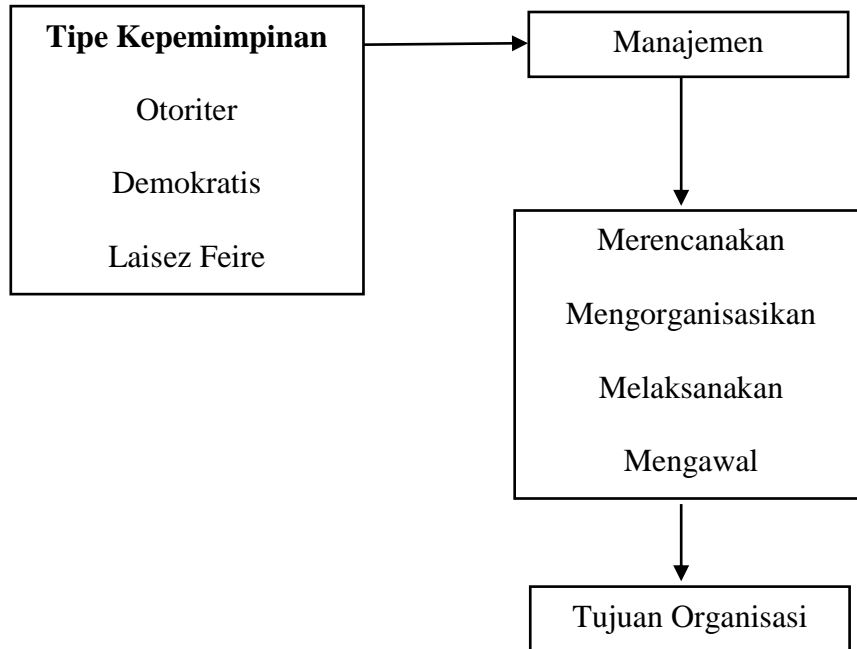 Tipe Kepemimpinan
Otoriter
Demokratis
Laisez Feire
Manajemen
Merencanakan
Mengorganisasikan
Melaksanakan
Mengawal
Tujuan Organisasi